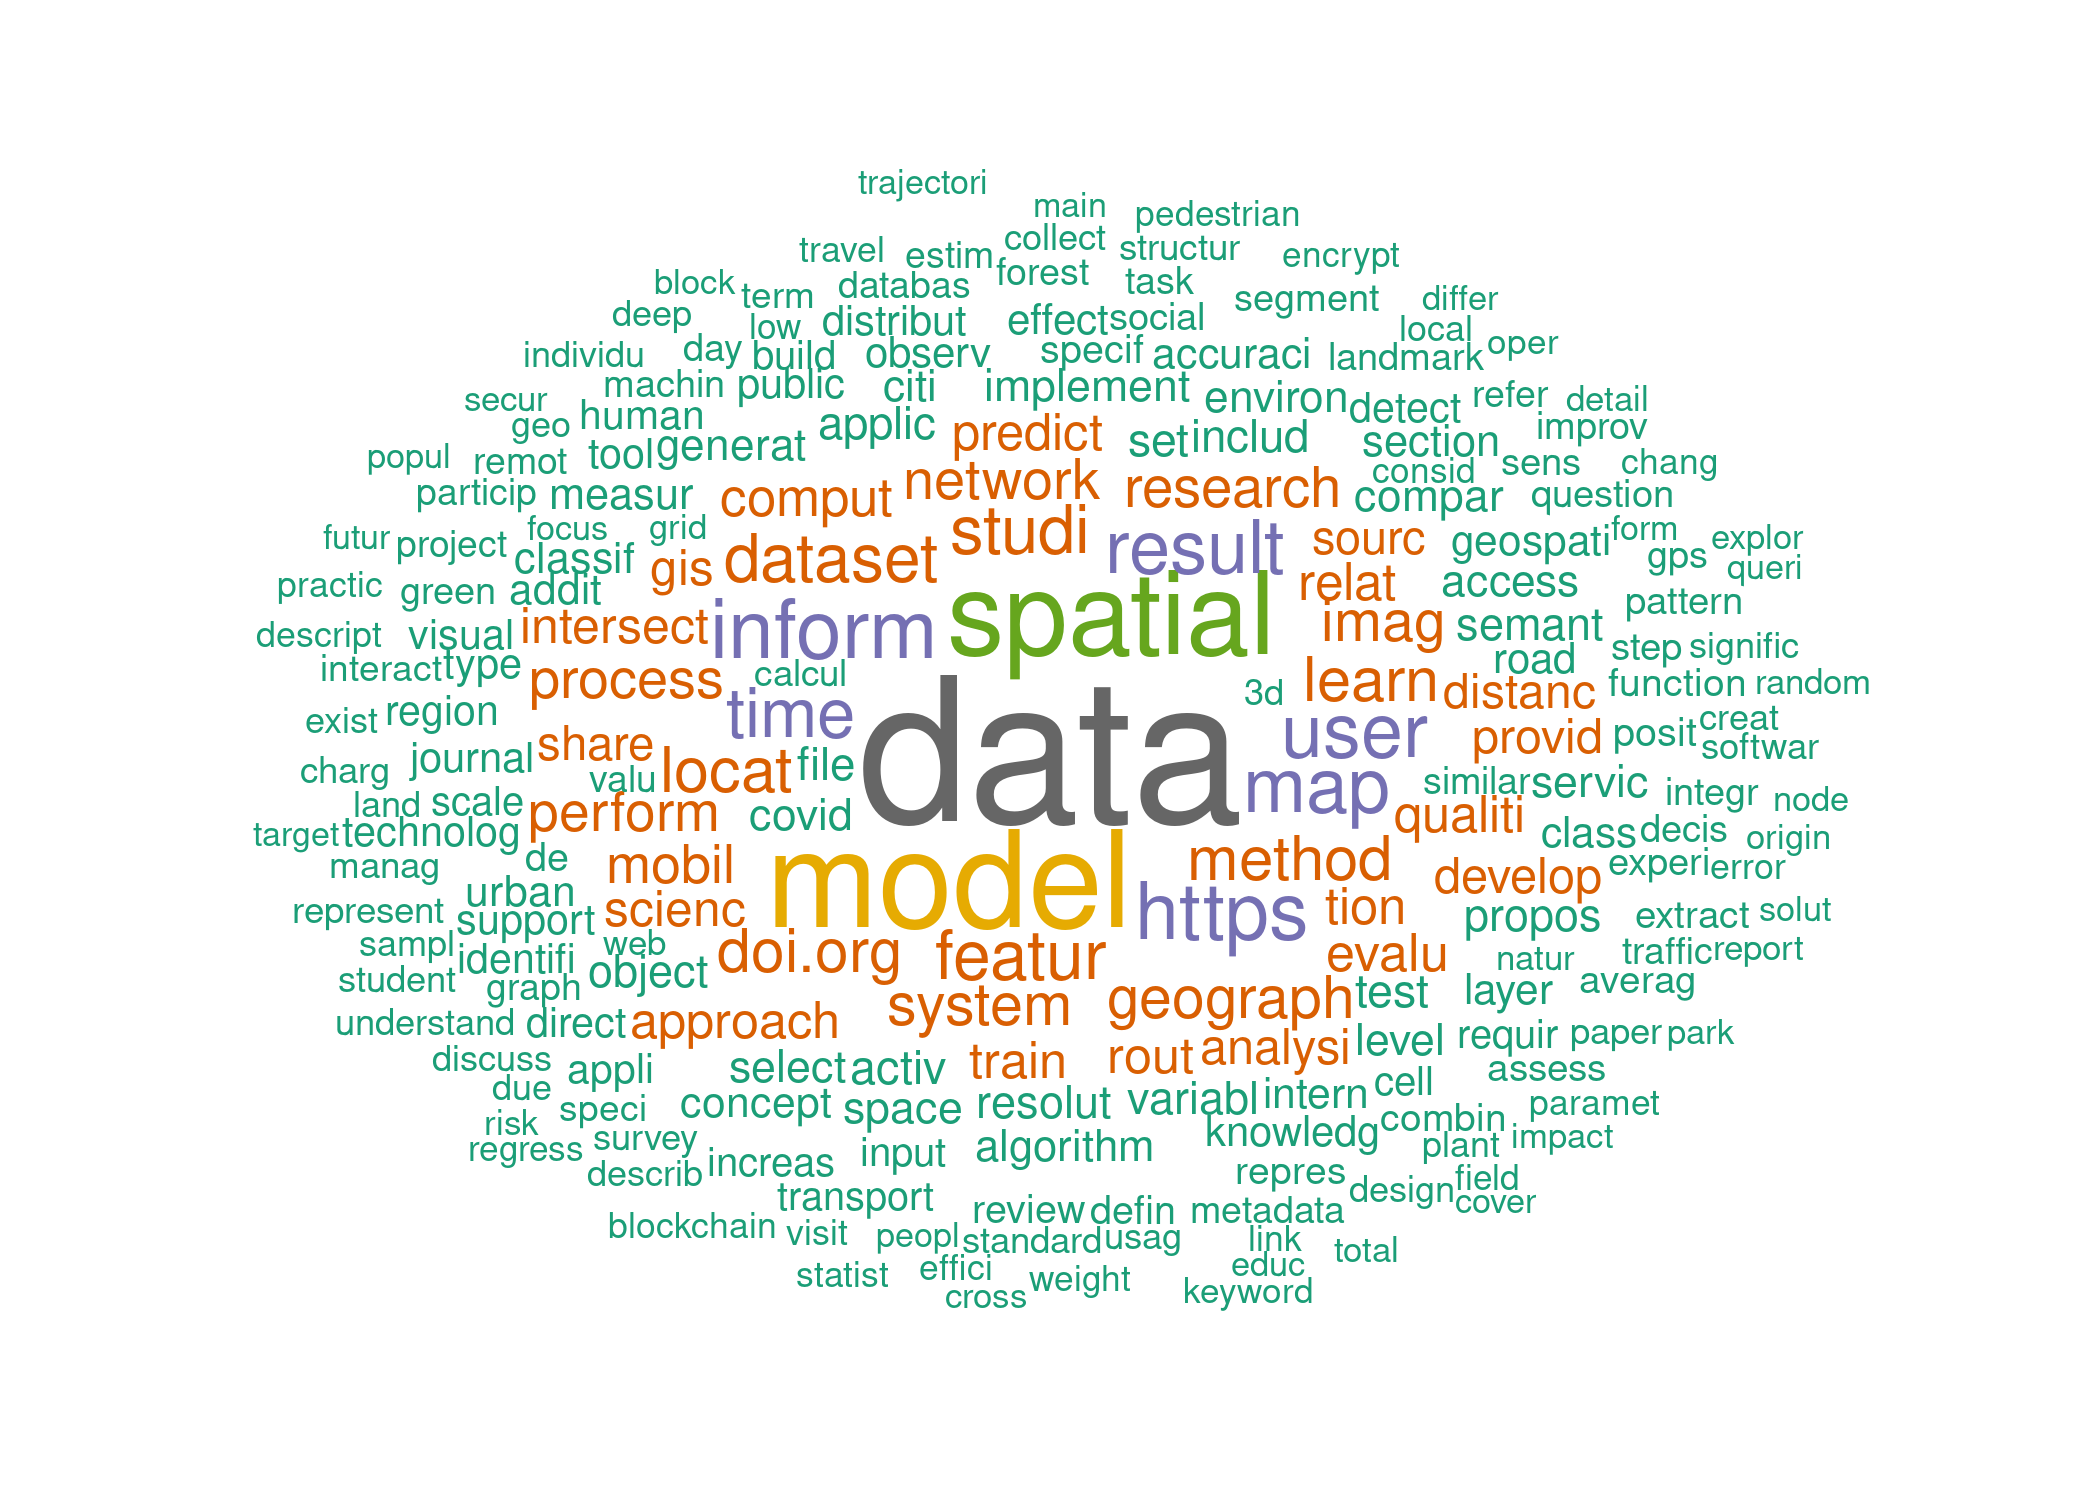 trajectori
main pedestrian
travel estim collect structur encrypt
block term databas forest task segment differ
deep low distribut effect social local oper
individu day build observ specif accuraci landmark
machin public citi implement environ detect refer detail
secur geo human applic predict set includ section improv
popul remot tool generat network research consid sens chang
particip measur comput studi result compar question
futur project focus grid dataset sourc geospati form gps explor
practic green classif addit gis spatial relat access queri pattern
descript visual intersect inform imag semant step signific
interact type process calcul 3d learn distanc road function random
exist region time data user provid posit creat softwar
charg journal share valu locat file map similar servic integr node
land scale perform covid qualiti class decis origin
target technolog de mobil model method develop experi error
manag urban scienc https tion propos extract solut
represent support web doi.org featur evalu natur traffic report
sampl identifi object system geograph test layer averag
student graph approach train rout analysi level requir paper park
understand direct select activ cell assess
discuss appli concept space resolut variabl intern combin paramet
due speci survey algorithm knowledg plant impact
risk regress describ increas input repres field
transport review defin metadata design cover
blockchain visit peopl standard usag link total
statist effici weight educ
cross keyword